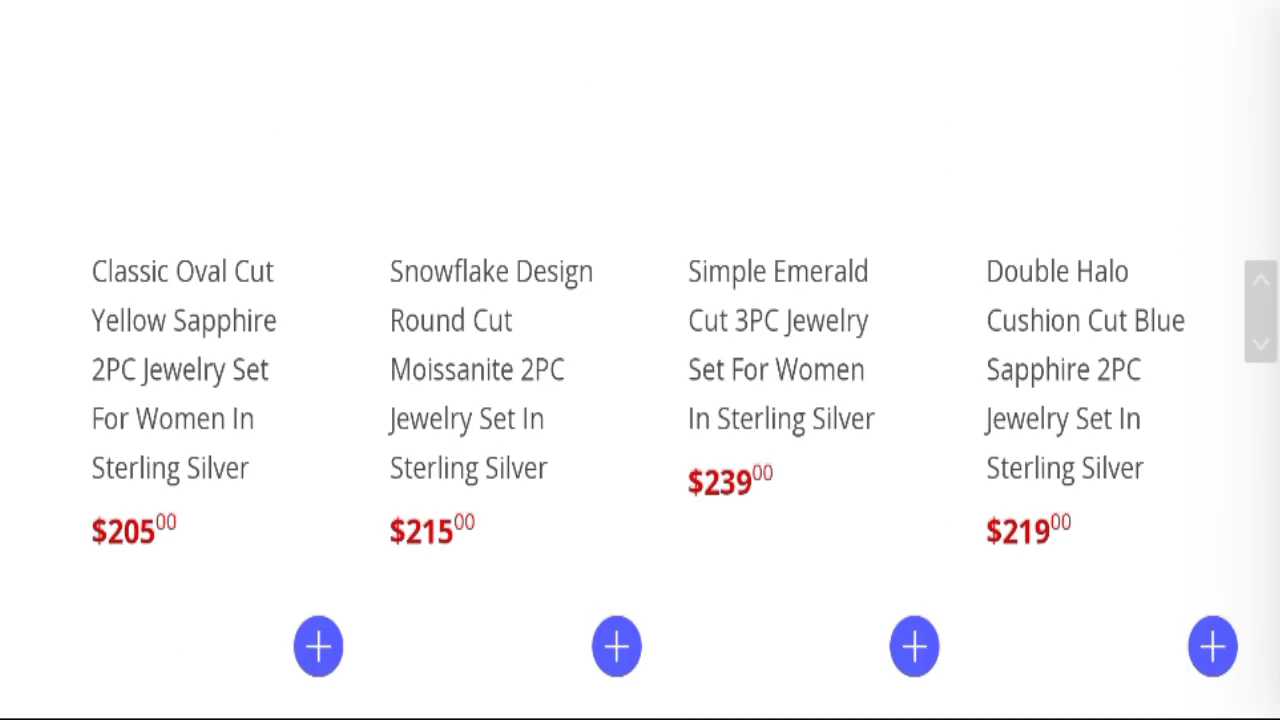 Classic Oval Cut
Yellow Sapphire
2PC Jewelry Set
For Women In
Sterling Silver
$20500
Snowflake Design
Round Cut
Moissanite 2PC
Jewelry Set In
Sterling Silver
$21500
Simple Emerald
Cut 3PC Jewelry
Set For Women
In Sterling Silver
$23900
Double Halo
Cushion Cut Blue
Sapphire 2PC
Jewelry Set In
Sterling Silver
$21900